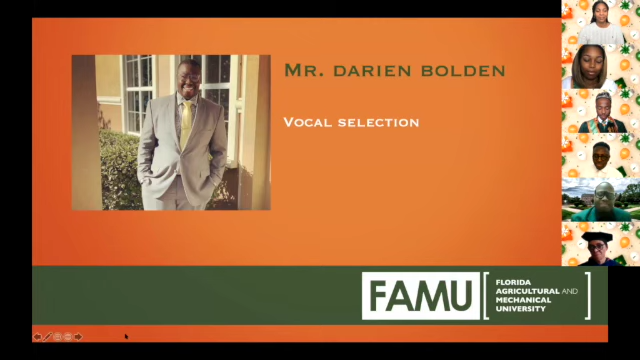 MR. DARIEN BOLDEN
VOCAL SELECTION
FAMU
FLORIDA
AGRICULTURAL AND
MECHANICAL
UNIVERSITY